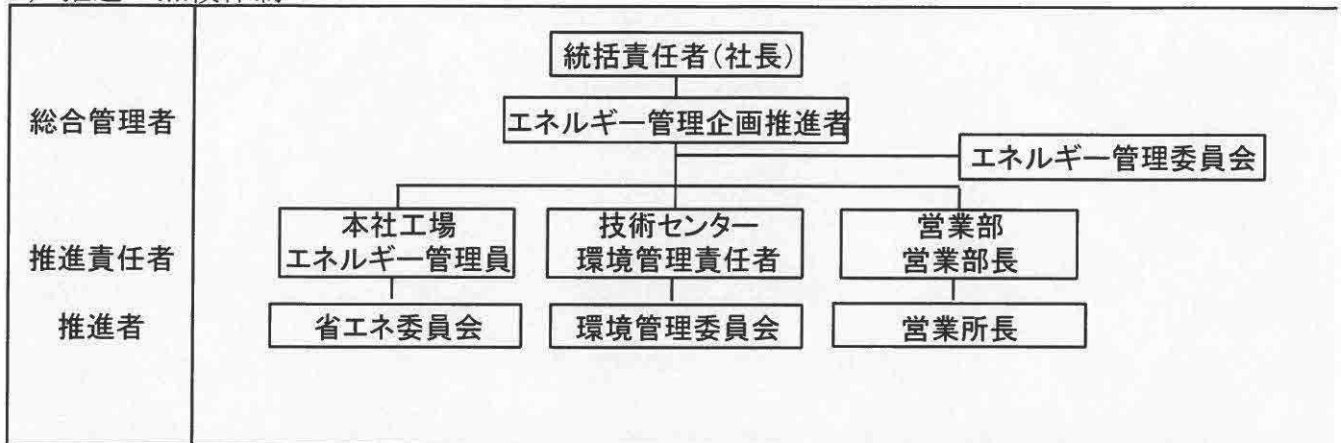 統括責任者（社長）
総合管理者
エネルギー管理企画推進者
エネルギー管理委員会
推進責任者
本社工場
エネルギー管理員
技術センター
環境管理責任者
営業部
営業部長
推進者
省エネ委員会
環境管理委員会
営業所長